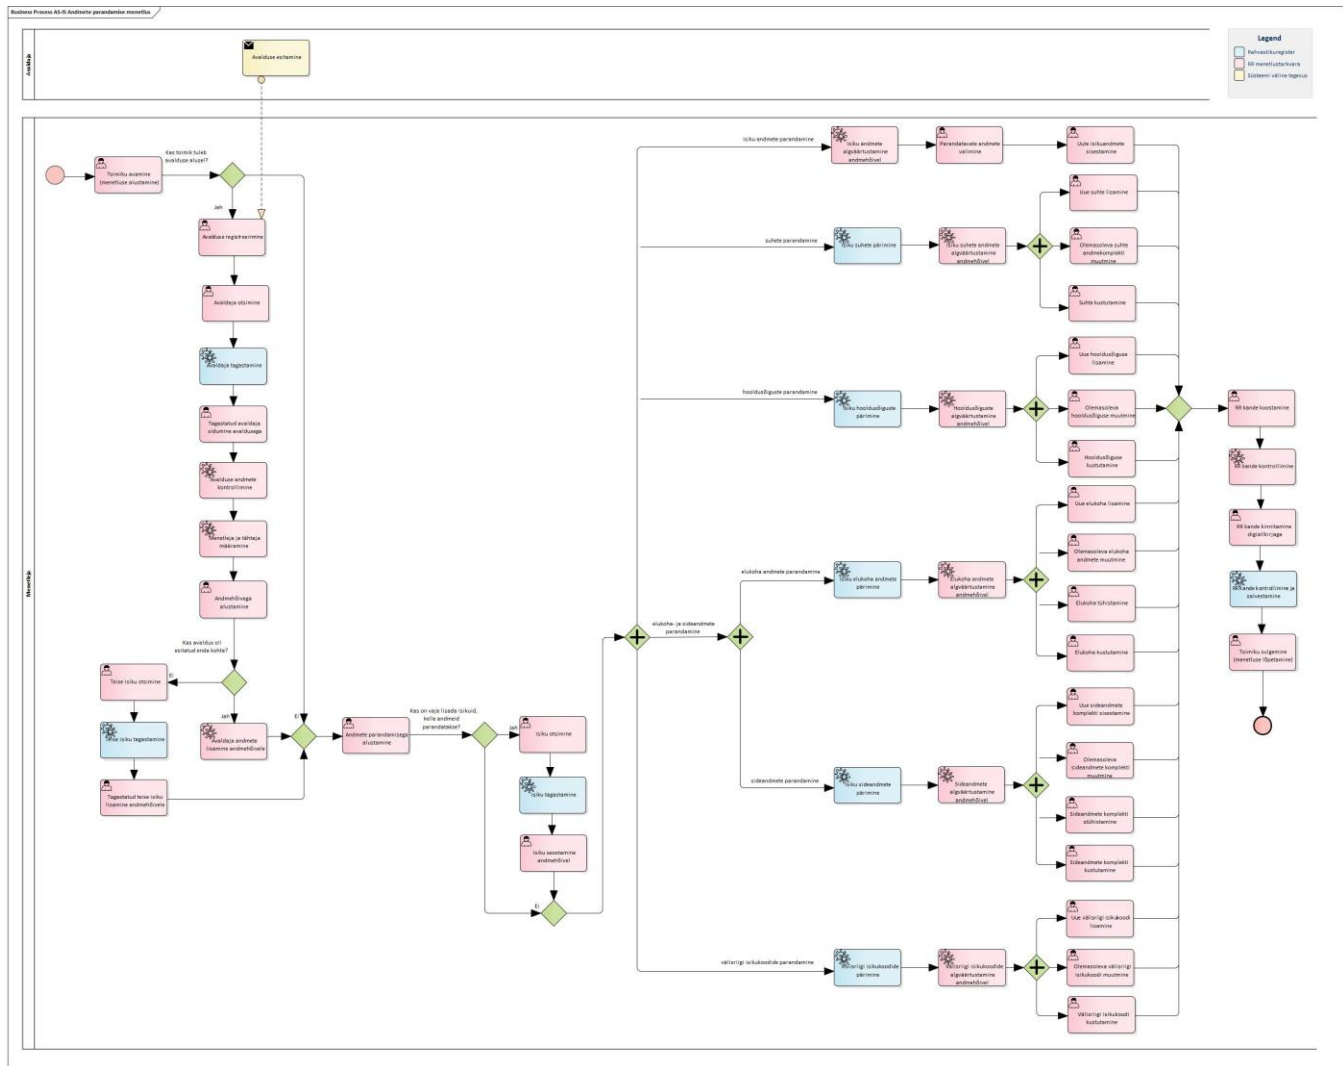 Business Process AS-IS Andmete parandamise menetlus
Avaldaja
Avalduse esitamine
Legend
Rahvastikuregister
RR menetlustarkvara
Süsteemi väline tegevus
Menetleja
Kas toimik tuleb
avalduse alusel?
Toimiku avamine
(menetluse alustamine)
Jah
Avalduse registreerimine
Avaldaja otsimine
Avaldaja tagastamine
Tagastatud avaldaja
sidumine avaldusega
Avalduse andmete
kontrollimine
Menetleja ja tähtaja
määramine
Andmehõivega
alustamine
Kas avaldus oli
esitatud enda kohta?
Ei
Teise isiku otsimine
Teise isiku tagastamine
Tagastatud teise isiku
lisamine andmehõivele
Jah
Avaldaja andmete
lisamine andmehõivele
Ei
Andmete parandamisega
alustamine
Kas on vaja lisada isikuid,
kelle andmeid
parandatakse?
Jah
Isiku otsimine
Isiku tagastamine
Isiku seostamine
andmehõivel
Ei
isiku andmete parandamine
Isiku andmete
algväärtustamine
andmehõivel
Parandatavate andmete
valimine
Uute isikuandmete
sisestamine
suhete parandamine
Isiku suhete pärimine
Isiku suhete andmete
algväärtustamine
andmehõivel
Uue suhte lisamine
Olemasoleva suhte
andmekomplekti
muutmine
Suhte kustutamine
hooldusõiguste parandamine
Isiku hooldusõiguste
pärimine
Hooldusõiguste
algväärtustamine
andmehõivel
Uue hooldusõiguse
lisamine
Olemasoleva
hooldusõiguse muutmine
Hooldusõiguse
kustutamine
elukoha- ja sideandmete
parandamine
elukoha andmete parandamine
Isiku elukoha andmete
pärimine
Elukoha andmete
algväärtustamine
andmehõivel
Uue elukoha lisamine
Olemasoleva elukoha
andmete muutmine
Elukoha tühistamine
Elukoha kustutamine
sideandmete parandamine
Isiku sideandmete
pärimine
Sideandmete
algväärtustamine
andmehõivel
Uue sideandmete
komplekti sisestamine
Olemasoleva
sideandmete komplekti
muutmine
Sideandmete komplekti
Sideandmete komplekti
kustutamine
välisriigi isikukoodide parandamine
Välisriigi isikukoodide
pärimine
Välisriigi isikukoodide
algväärtustamine
andmehõivel
Uue välisriigi isikukoodi
lisamine
Olemasoleva välisriigi
isikukoodi muutmine
Välisriigi isikukoodi
kustutamine
RR kande koostamine
RR kande kontrollimine
RR kande kinnitamine
digiallkirjaga
RR kande kontrollimine ja
salvestamine
Toimiku sulgemine
(menetluse lõpetamine)